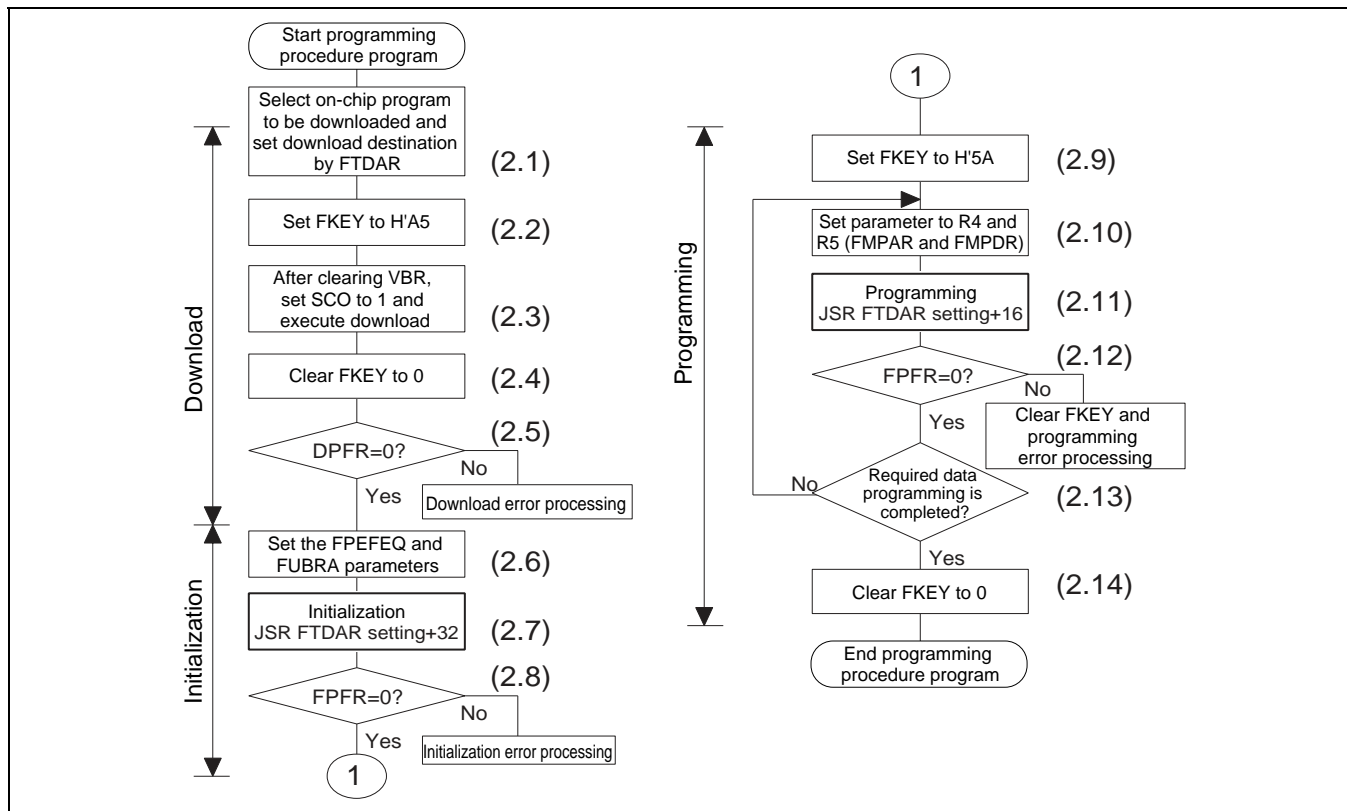 Start programming
procedure program
Select on-chip program
to be downloaded and
set download destination
by FTDAR
(2.1)
Set FKEY to H'A5
(2.2)
After clearing VBR,
set SCO to 1 and
execute download
(2.3)
Clear FKEY to 0
(2.4)
DPFR=0?
(2.5)
No
Yes
Download error processing
Download
Set the FPEFEQ and
FUBRA parameters
(2.6)
Initialization
JSR FTDAR setting+32
(2.7)
FPFR=0?
(2.8)
No
Yes
Initialization error processing
1
Initialization
1
Set FKEY to H'5A
(2.9)
Set parameter to R4 and
R5 (FMPAR and FMPDR)
(2.10)
Programming
JSR FTDAR setting+16
(2.11)
(2.12)
FPFR=0?
No
Yes
Clear FKEY and
programming
error processing
Required data
programming is
completed?
No
(2.13)
Yes
Clear FKEY to 0
(2.14)
Programming
End programming
procedure program